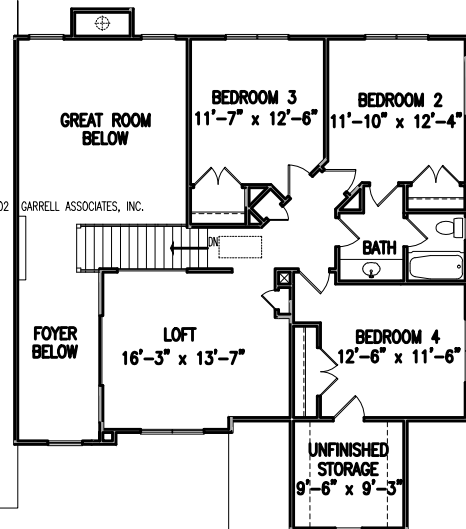 BEDROOM 3
11'-7" x 12'-6"
BEDROOM 2
11'-10" x 12'-4"
GREAT ROOM
BELOW
02 GARRELL ASSOCIATES, INC.
DN
BATH
FOYER
BELOW
LOFT
16'-3" x 13'-7"
BEDROOM 4
12'-6" x 11'-6"
UNFINISHED
STORAGE
9'-6" x 9'-3"